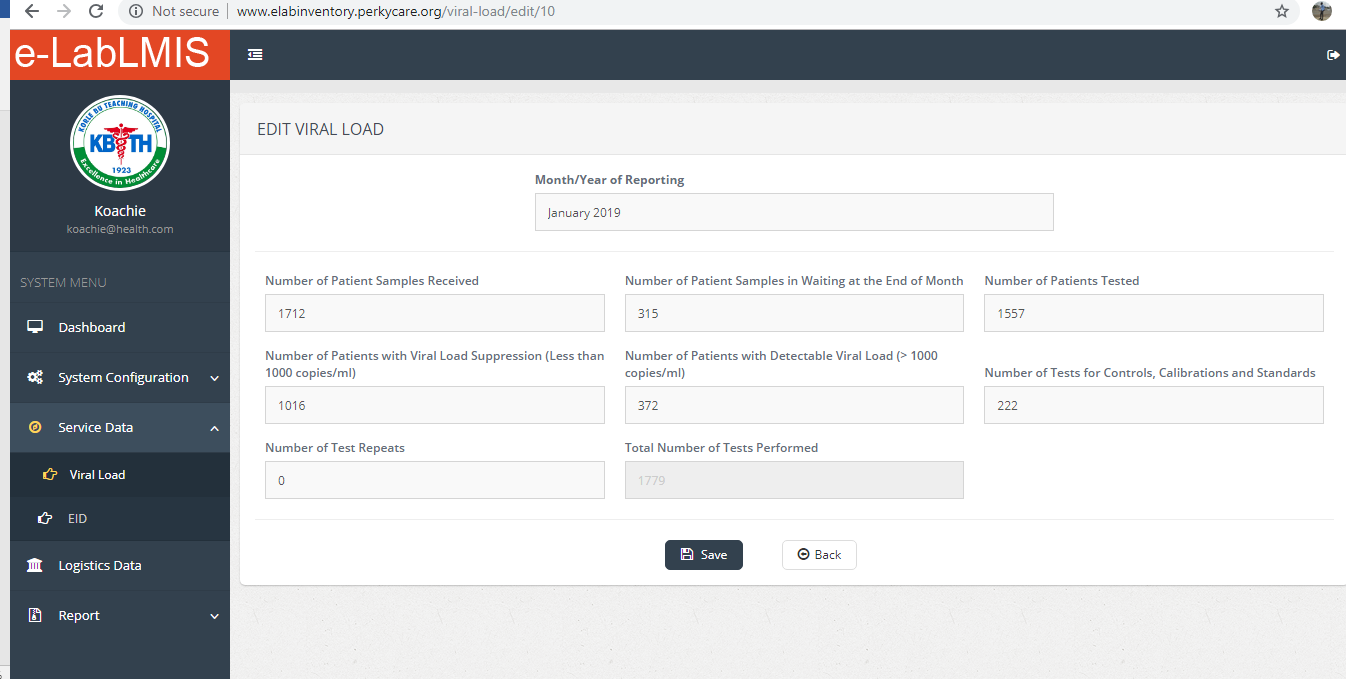 Not secure | www.elabinventory.perkycare.org/viral-load/edit/10
e-LabLMIS
KORLE BU TEACHING HOSPITAL
KBTH
1923
Excellence in Healthcare
Koachie
koachie@health.com
SYSTEM MENU
Dashboard
System Configuration
Service Data
Viral Load
EID
Logistics Data
Report
EDIT VIRAL LOAD
Month/Year of Reporting
January 2019
Number of Patient Samples Received
1712
Number of Patient Samples in Waiting at the End of Month
315
Number of Patients Tested
1557
Number of Patients with Viral Load Suppression (Less than
1000 copies/ml)
1016
Number of Patients with Detectable Viral Load (> 1000
copies/ml)
372
Number of Tests for Controls, Calibrations and Standards
222
Number of Test Repeats
0
Total Number of Tests Performed
1779
Save
Back